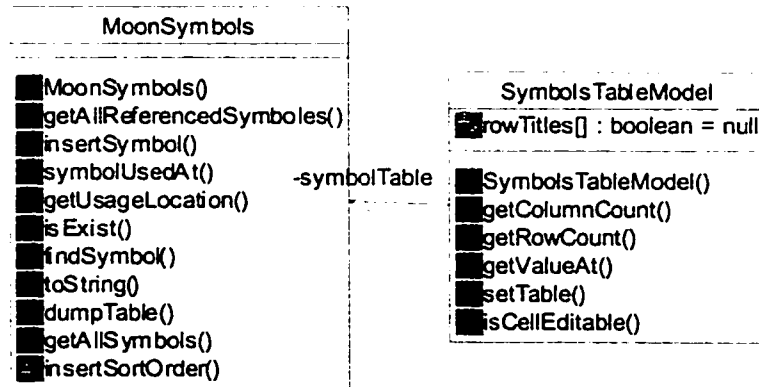 MoonSymbols
MoonSymbols()
getAllReferencedSymboles()
insertSymbol()
symbolUsedAt()
getUsageLocation()
isExist()
findSymbol()
toString()
dumpTable()
getAllSymbols()
insertSortOrder()
-symbolTable
SymbolsTableModel
rowTitles[] : boolean = null
SymbolsTableModel()
getColumnCount()
getRowCount()
getValueAt()
setTable()
isCellEditable()